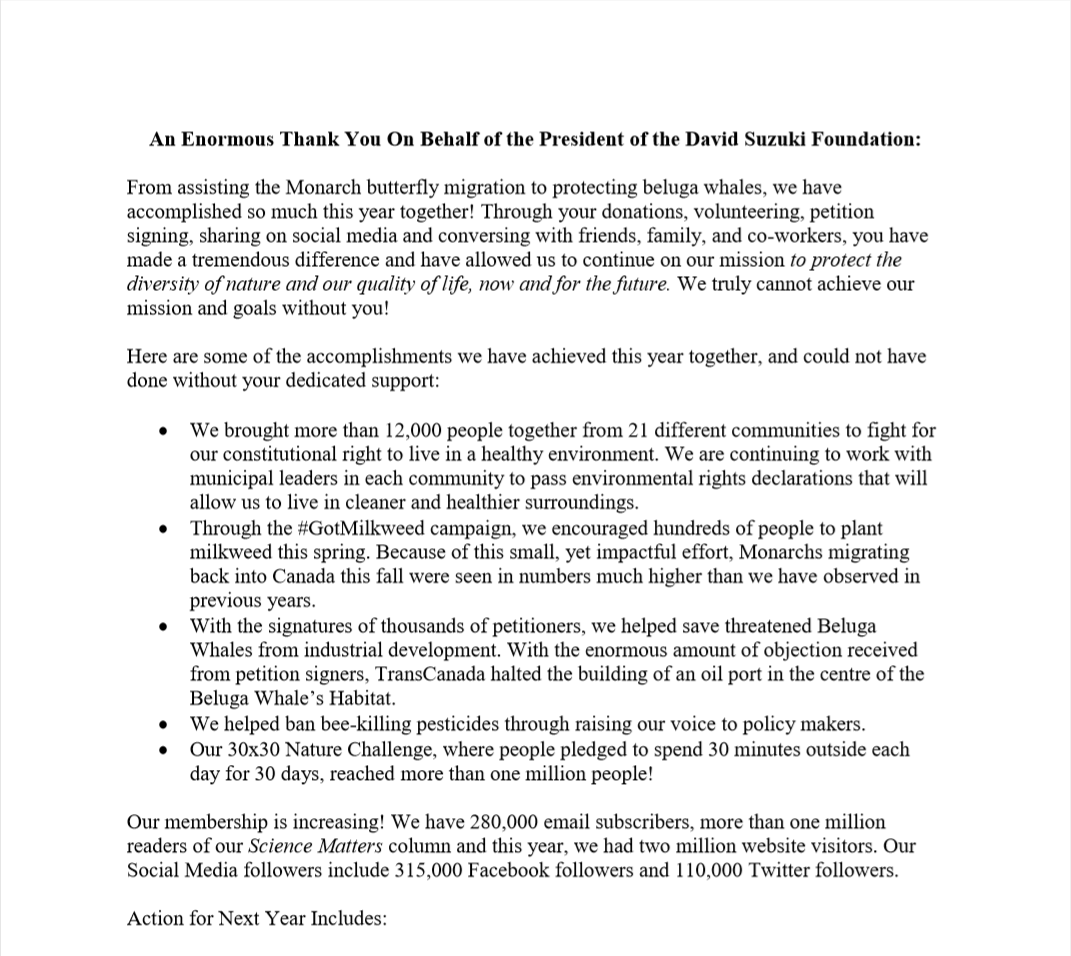 An Enormous Thank You On Behalf of the President of the David Suzuki Foundation:
From assisting the Monarch butterfly migration to protecting beluga whales, we have
accomplished so much this year together! Through your donations, volunteering, petition
signing, sharing on social media and conversing with friends, family, and co-workers, you have
made a tremendous difference and have allowed us to continue on our mission to protect the
diversity of nature and our quality of life, now and for the future. We truly cannot achieve our
mission and goals without you!
Here are some of the accomplishments we have achieved this year together, and could not have
done without your dedicated support:
• We brought more than 12,000 people together from 21 different communities to fight for
our constitutional right to live in a healthy environment. We are continuing to work with
municipal leaders in each community to pass environmental rights declarations that will
allow us to live in cleaner and healthier surroundings.
• Through the #GotMilkweed campaign, we encouraged hundreds of people to plant
milkweed this spring. Because of this small, yet impactful effort, Monarchs migrating
back into Canada this fall were seen in numbers much higher than we have observed in
previous years.
• With the signatures of thousands of petitioners, we helped save threatened Beluga
Whales from industrial development. With the enormous amount of objection received
from petition signers, TransCanada halted the building of an oil port in the centre of the
Beluga Whale's Habitat.
• We helped ban bee-killing pesticides through raising our voice to policy makers.
• Our 30x30 Nature Challenge, where people pledged to spend 30 minutes outside each
day for 30 days, reached more than one million people!
Our membership is increasing! We have 280,000 email subscribers, more than one million
readers of our Science Matters column and this year, we had two million website visitors. Our
Social Media followers include 315,000 Facebook followers and 110,000 Twitter followers.
Action for Next Year Includes: